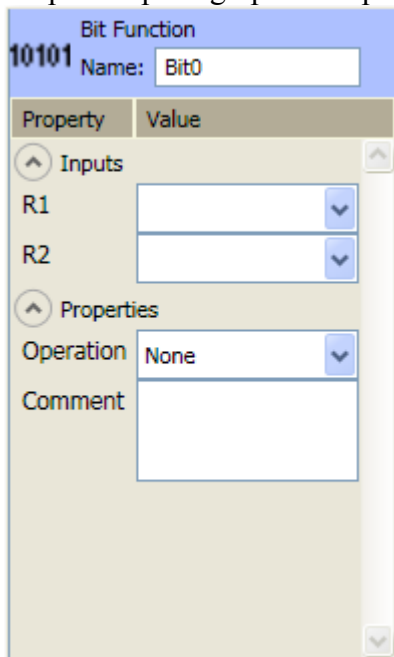 Bit Function
10101 Name: Bit0
Property Value
Inputs
R1
R2
Properties
Operation None
Comment